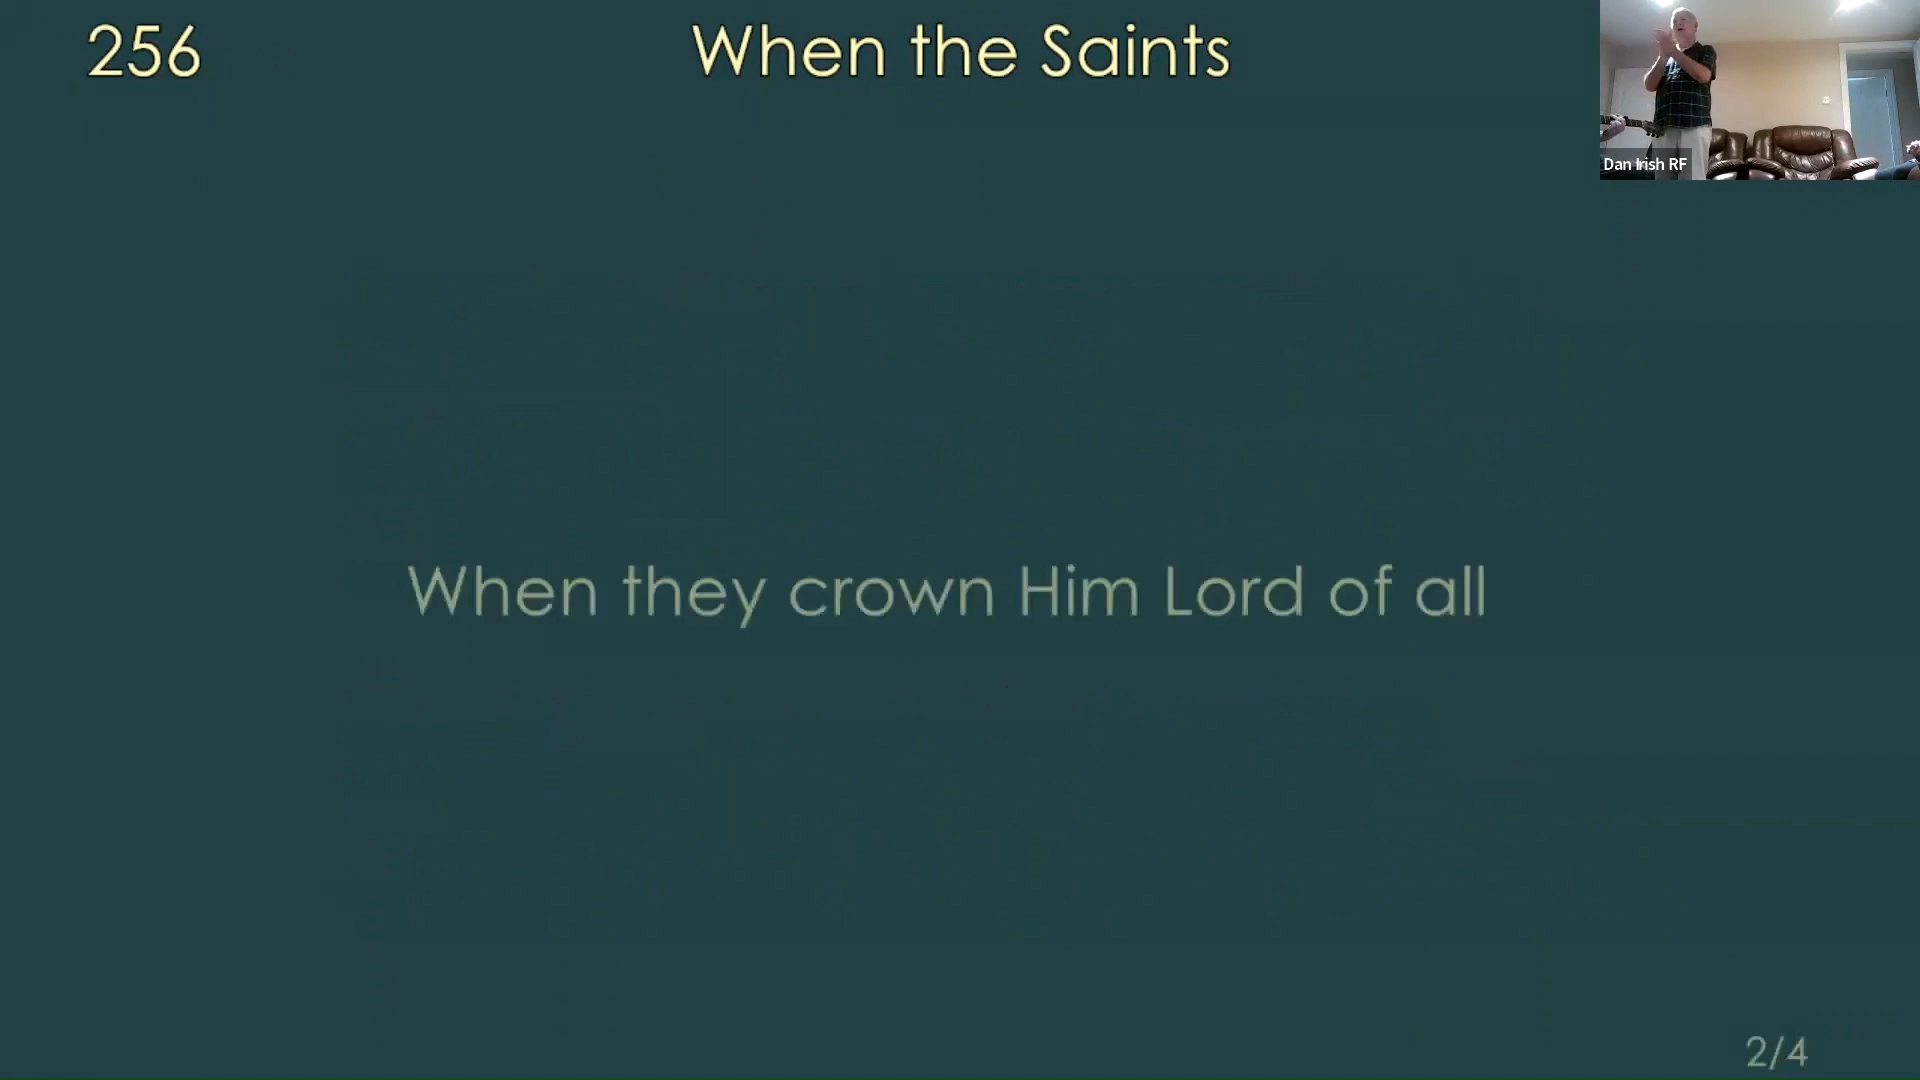 256
When the Saints
Dan Irish RF
When they crown Him Lord of all
2/4